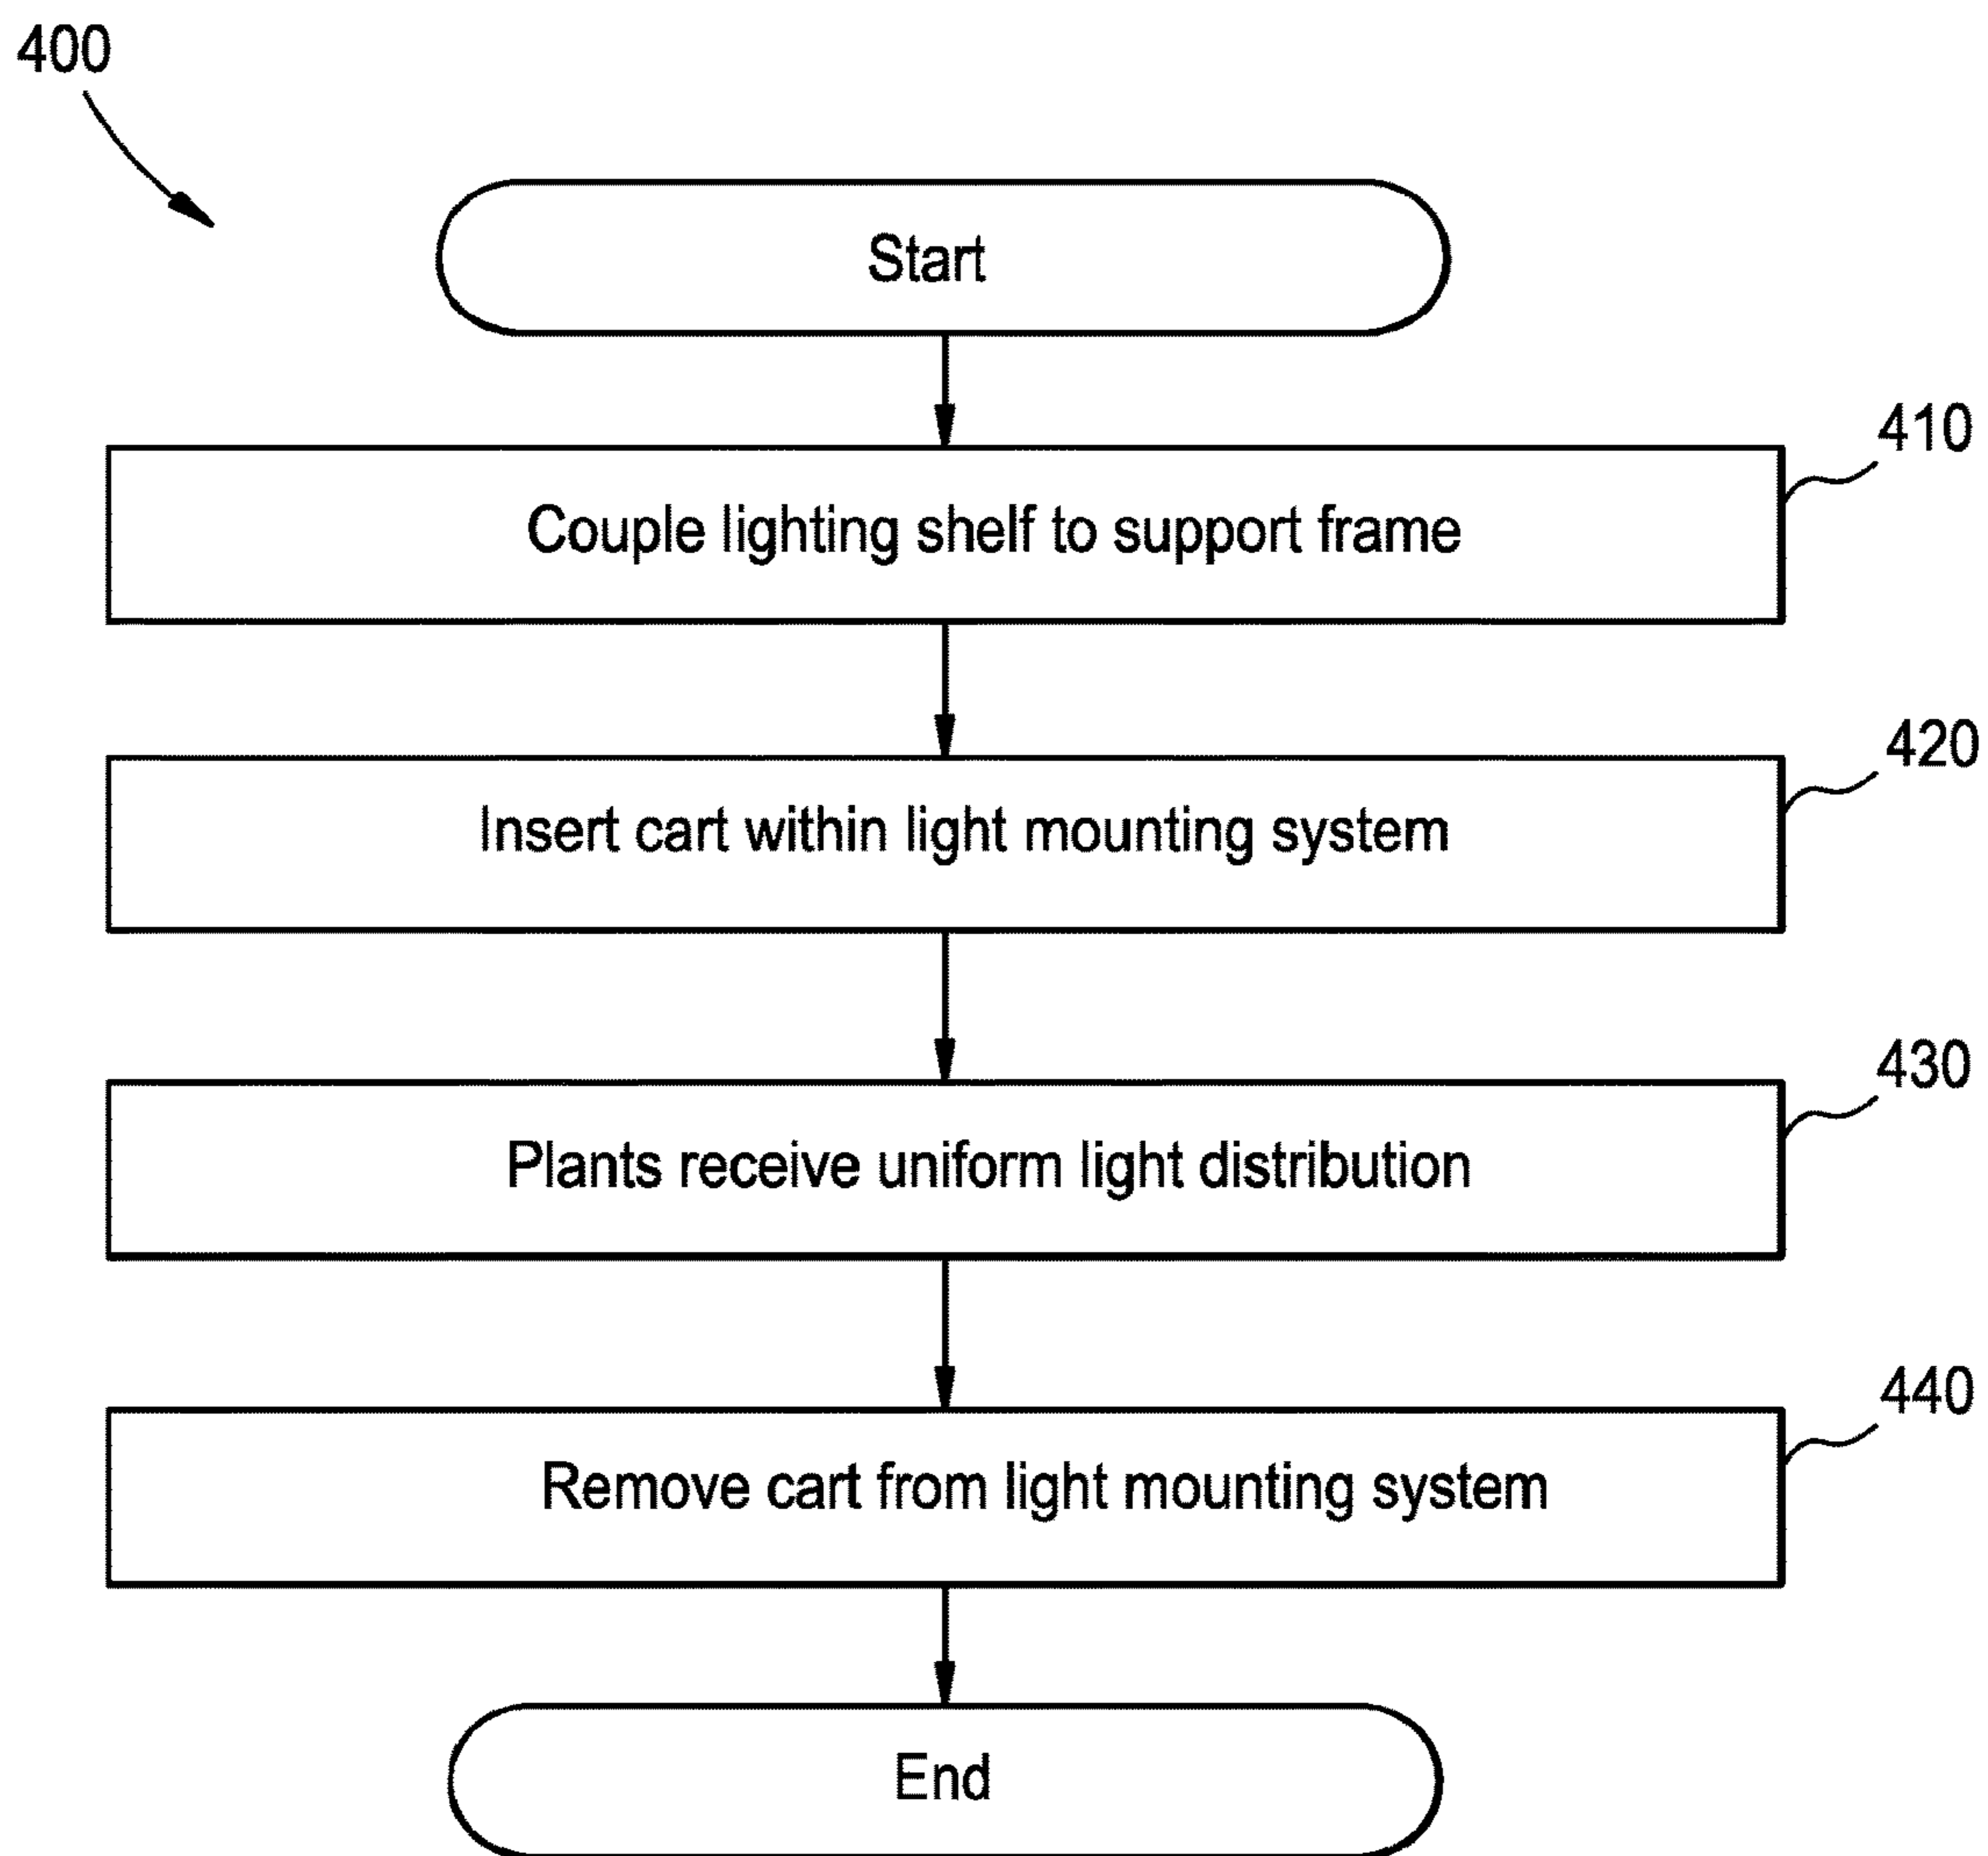 400
Start
410
Couple lighting shelf to support frame
420
Insert cart within light mounting system
430
Plants receive uniform light distribution
440
Remove cart from light mounting system
End